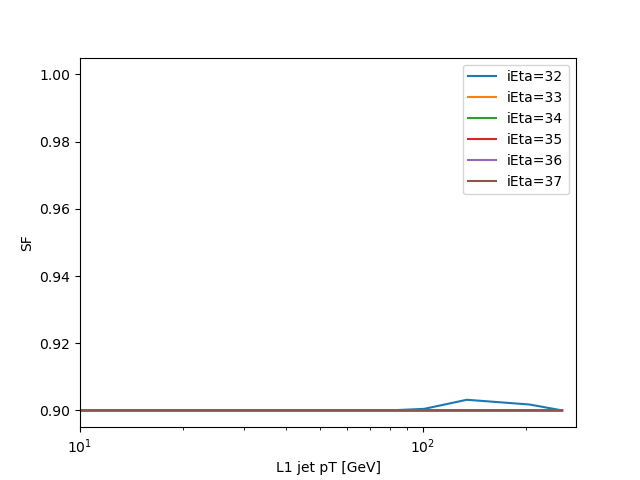 1.00
0.98
0.96
0.94
0.92
0.90
SF
iEta=32
iEta=33
iEta=34
iEta=35
iEta=36
iEta=37
10¹
10²
L1 jet pT [GeV]